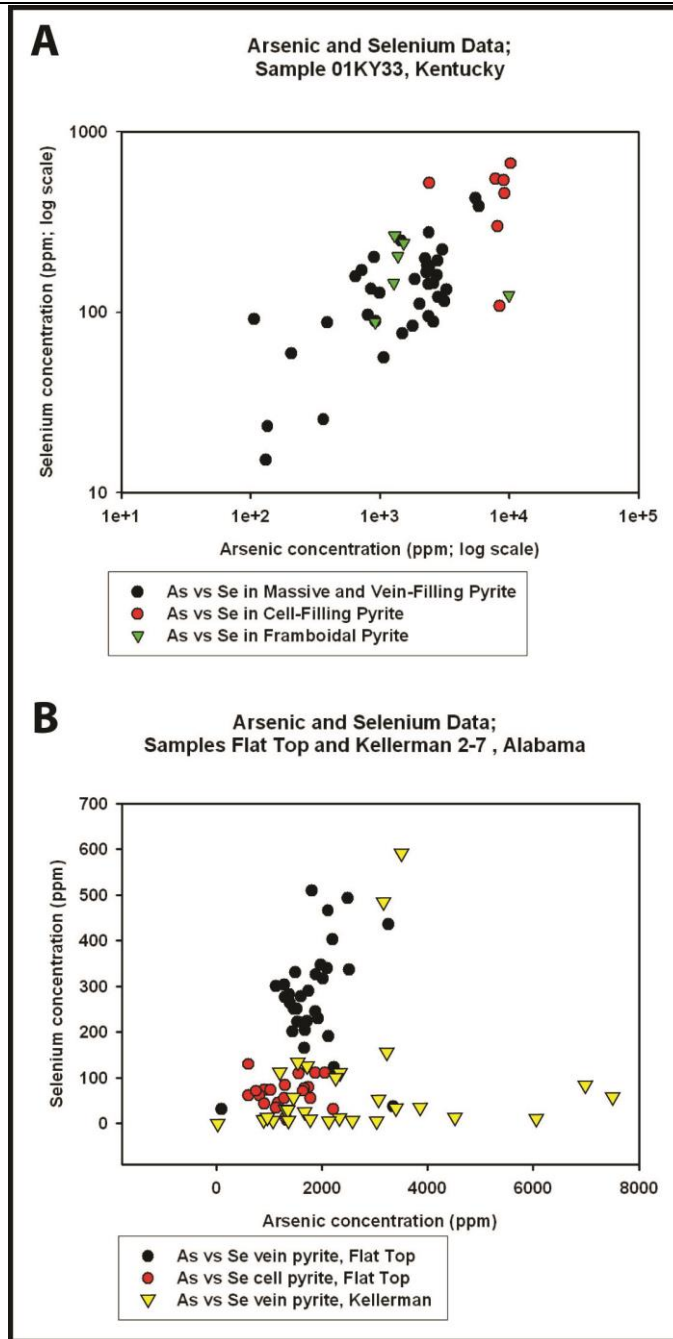 A
Arsenic and Selenium Data;
Sample 01KY33, Kentucky
Selenium concentration (ppm; log scale)
1000
100
10
1e+1 1e+2 1e+3 1e+4 1e+5
Arsenic concentration (ppm; log scale)
As vs Se in Massive and Vein-Filling Pyrite
As vs Se in Cell-Filling Pyrite
As vs Se in Framboidal Pyrite
B
Arsenic and Selenium Data;
Samples Flat Top and Kellerman 2-7 , Alabama
Selenium concentration (ppm)
700
600
500
400
300
200
100
0
0 2000 4000 6000 8000
Arsenic concentration (ppm)
As vs Se vein pyrite, Flat Top
As vs Se cell pyrite, Flat Top
As vs Se vein pyrite, Kellerman